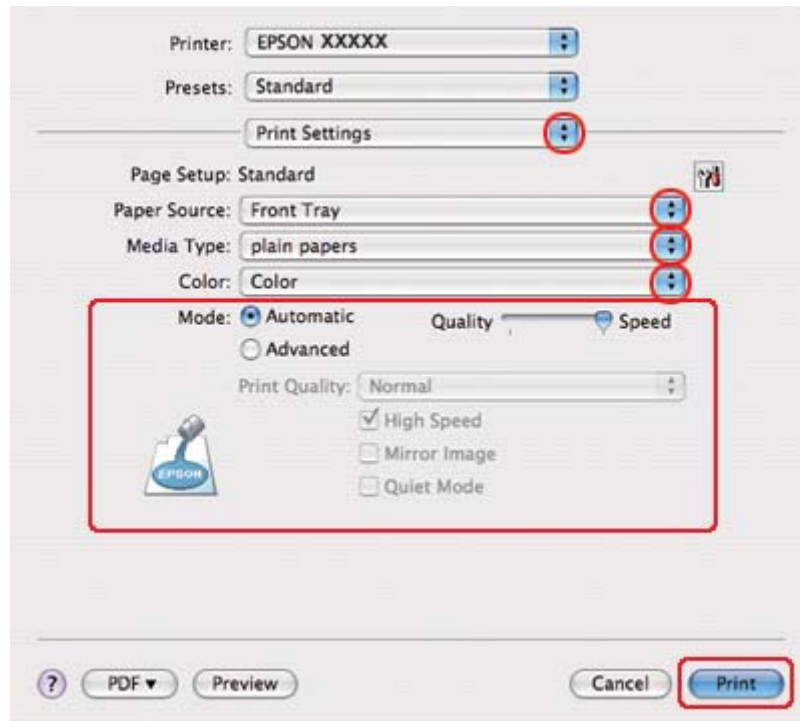 Printer: EPSON XXXXX
Presets: Standard
Print Settings
Page Setup: Standard
Paper Source: Front Tray
Media Type: plain papers
Color: Color
Mode: Automatic Quality Speed
Advanced
Print Quality: Normal
High Speed
Mirror Image
EPSON
Quiet Mode
? PDF Preview Cancel Print